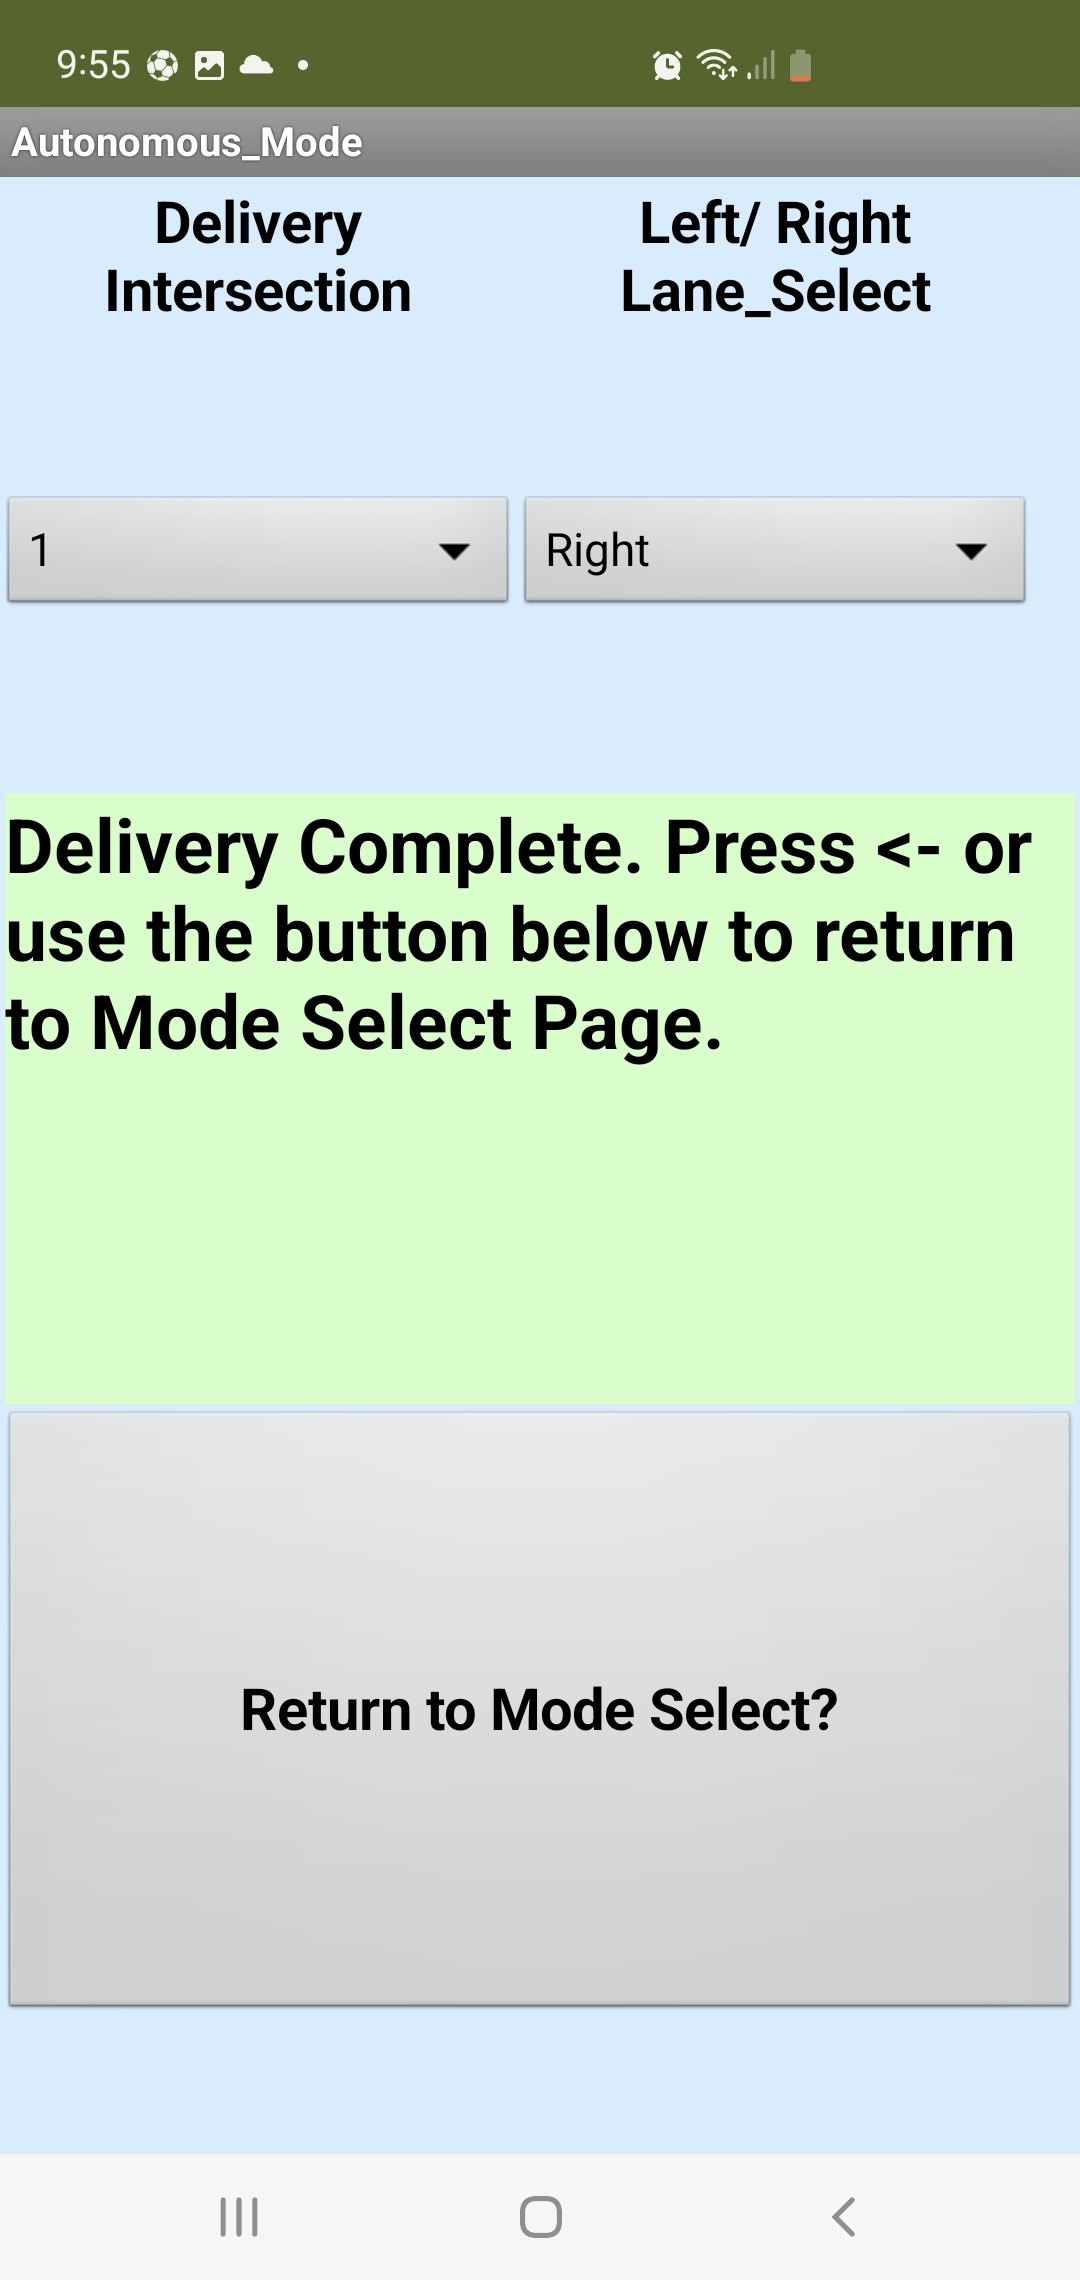 9:55
Autonomous_Mode
Delivery
Intersection
Left/ Right
Lane_Select
1
Right
Delivery Complete. Press <- or
use the button below to return
to Mode Select Page.
Return to Mode Select?